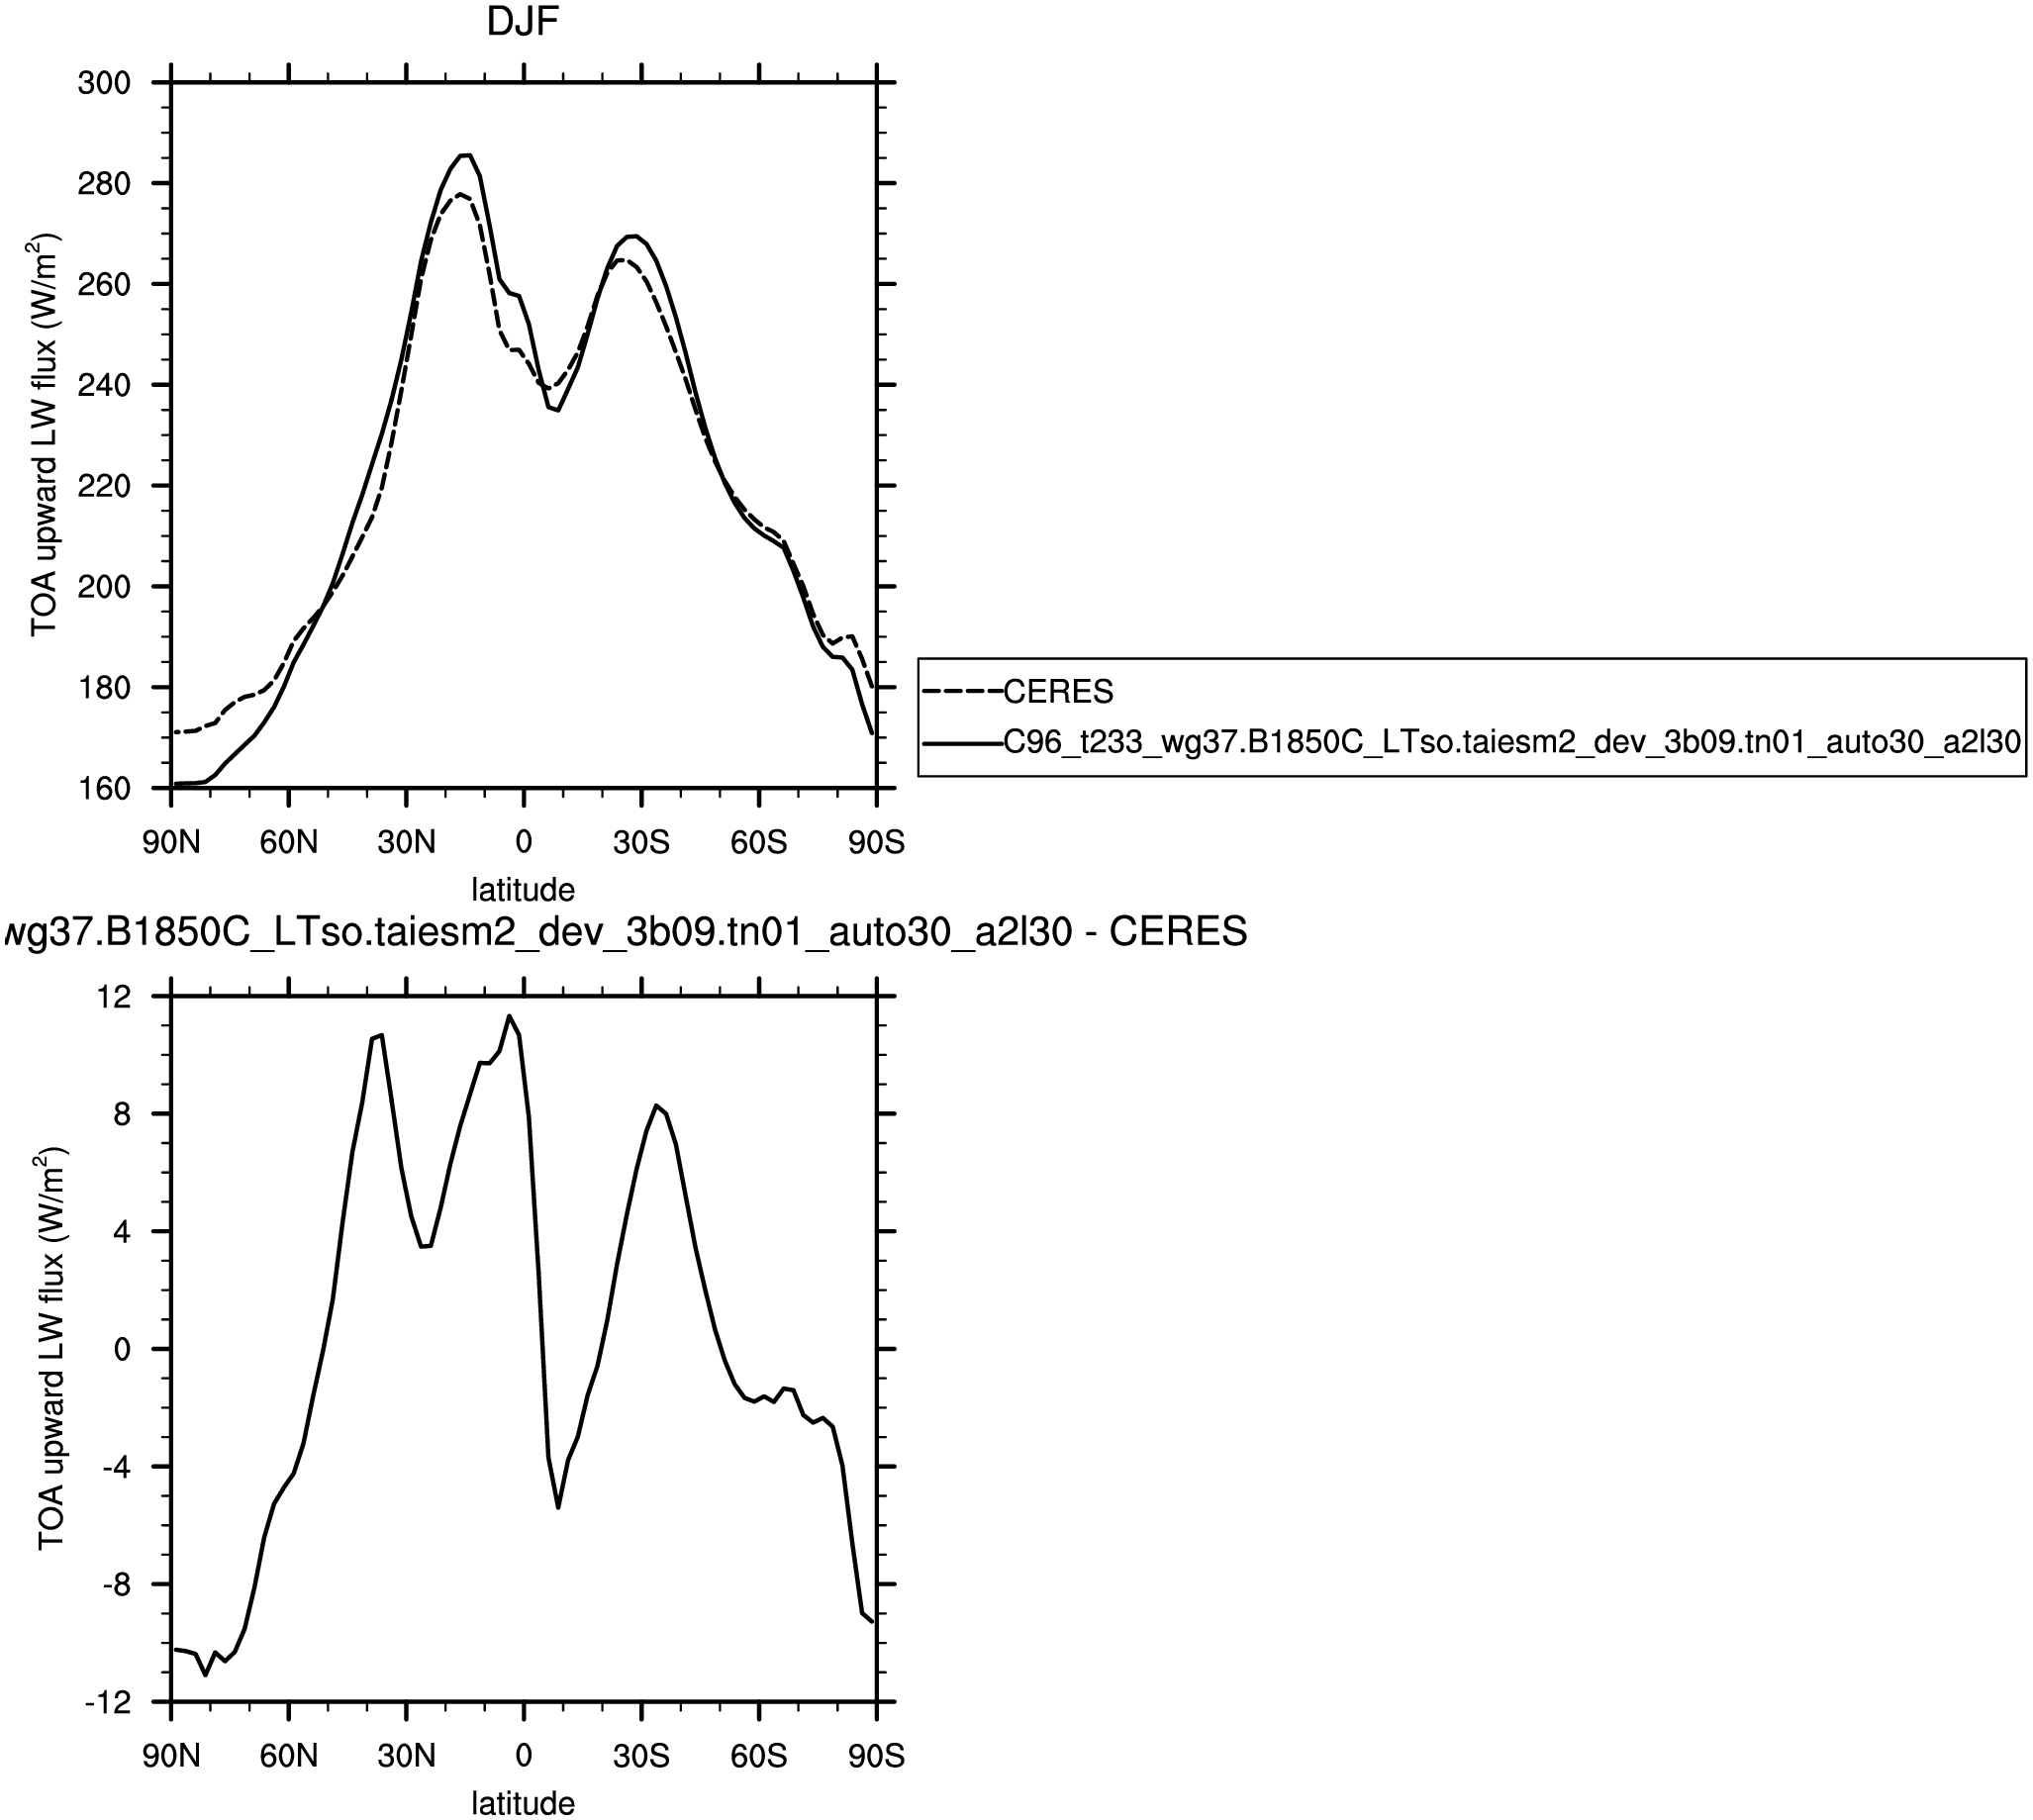 DJF
300
280
260
240
220
200
180
160
TOA upward LW flux (W/m2)
90N 60N 30N 0 30S 60S 90S
latitude
CERES
C96_t233_wg37.B1850C_LTso.taiesm2_dev_3b09.tn01_auto30_a2l30
wg37.B1850C_LTso.taiesm2_dev_3b09.tn01_auto30_a2l30 - CERES
12
8
4
0
-4
-8
-12
TOA upward LW flux (W/m2)
90N 60N 30N 0 30S 60S 90S
latitude